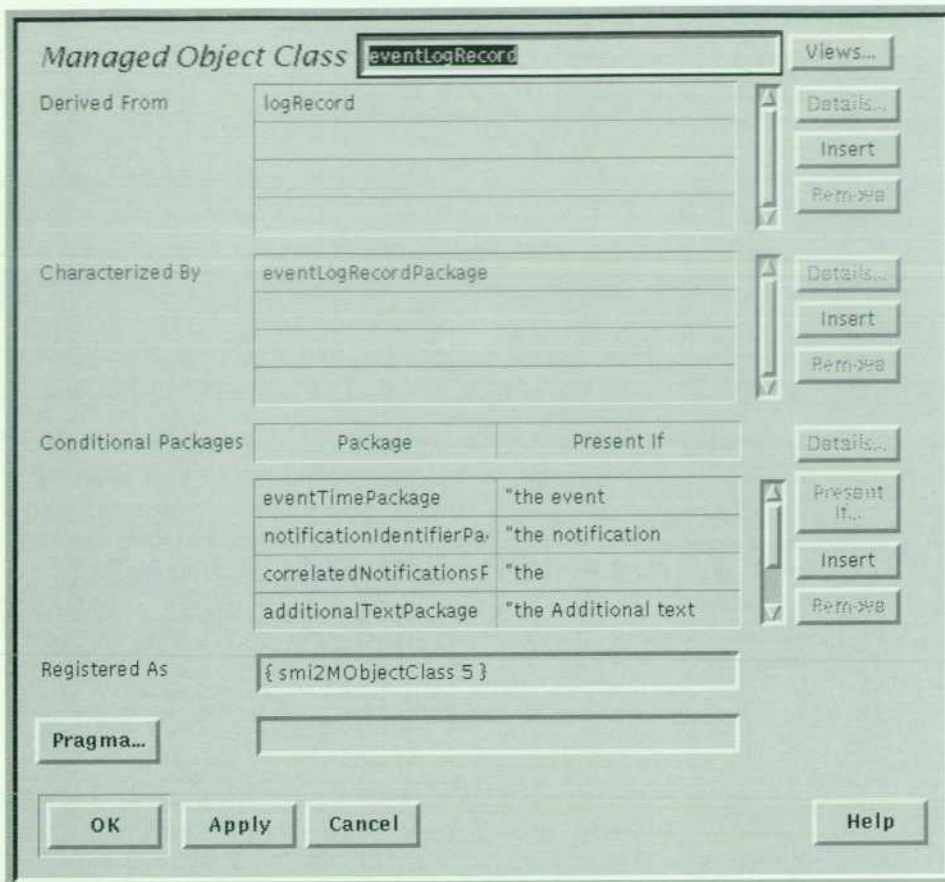 Managed Object Class eventLogRecord Views...
Derived From logRecord Details...
Insert
Remove
Characterized By eventLogRecordPackage Details...
Insert
Remove
Conditional Packages Package Present If Details...
eventTimePackage "the event Present If...
notificationIdentifierPa "the notification
correlatedNotificationsF "the Insert
additionalTextPackage "the Additional text Remove
Registered As { smi2MObjectClass 5 }
Pragma...
OK Apply Cancel Help